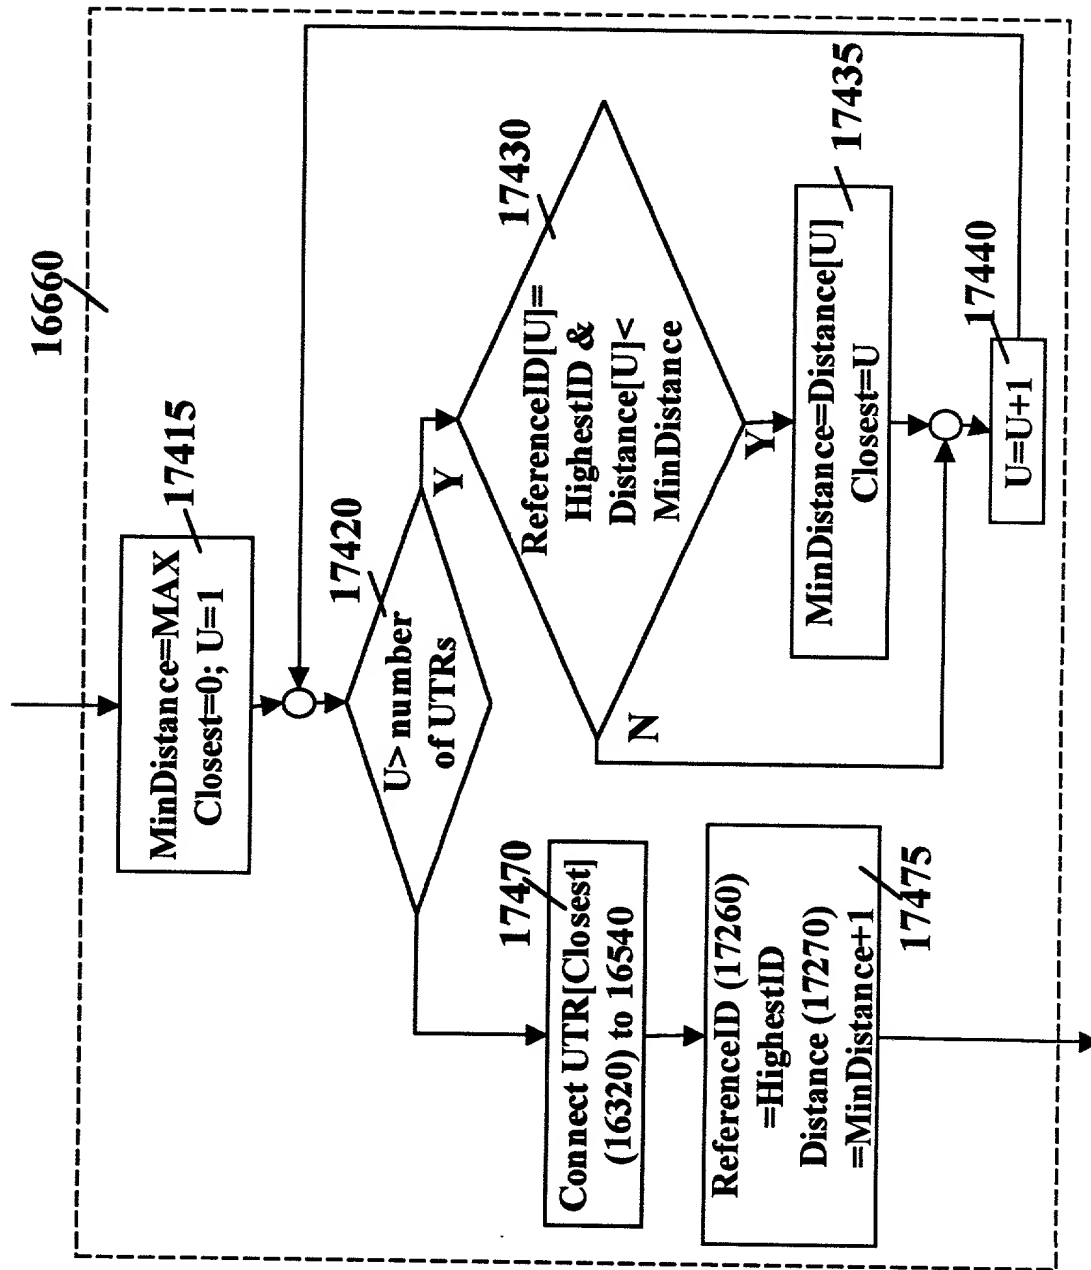 16660
MinDistance=MAX
Closest=0; U=1
17415
U> number
of UTRs
17420
Y
ReferenceID[U]=
HighestID &
Distance[U]<
MinDistance
17430
Y
N
MinDistance=Distance[U]
Closest=U
17435
U=U+1
17440
Connect UTR[Closest]
(16320) to 16540
17470
ReferenceID (17260)
=HighestID
Distance (17270)
=MinDistance+1
17475